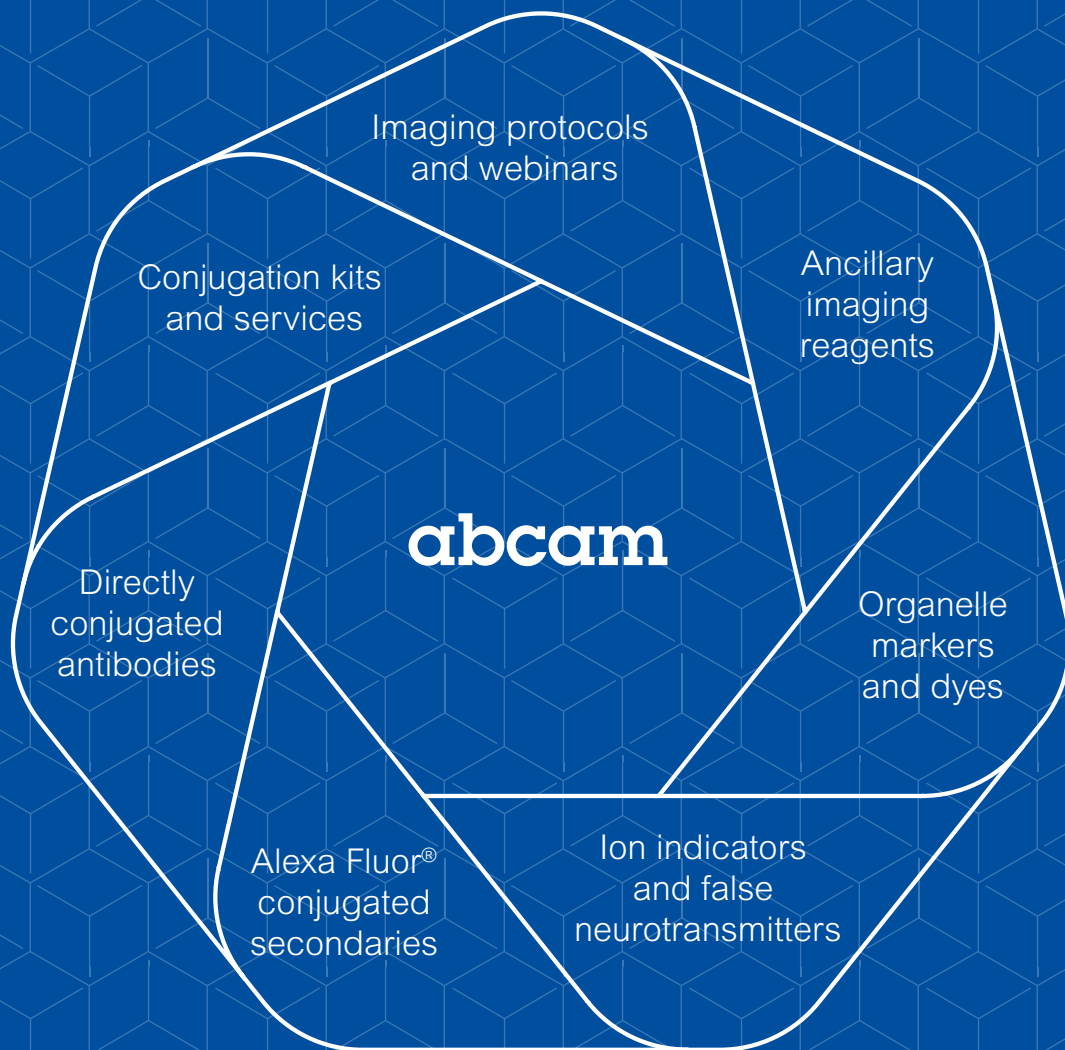 Imaging protocols
and webinars
Ancillary
imaging
reagents
Conjugation kits
and services
abcam
Directly
conjugated
antibodies
Organelle
markers
and dyes
Alexa Fluor®
conjugated
secondaries
Ion indicators
and false
neurotransmitters